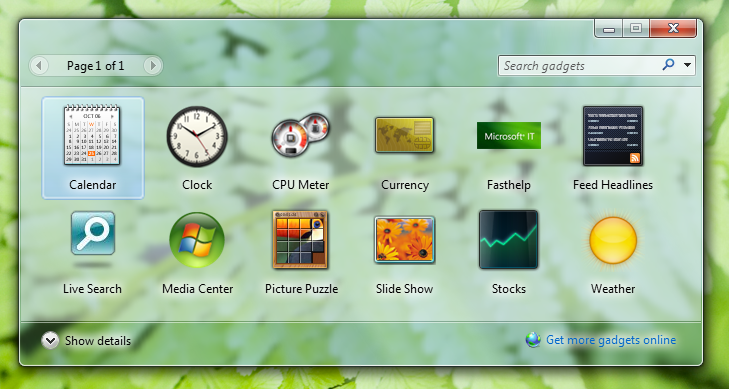 Page 1 of 1
Search gadgets
OCT 06
Microsoft IT
Calendar
Clock
CPU Meter
Currency
Fasthelp
Feed Headlines
Live Search
Media Center
Picture Puzzle
Slide Show
Stocks
Weather
Show details
Get more gadgets online